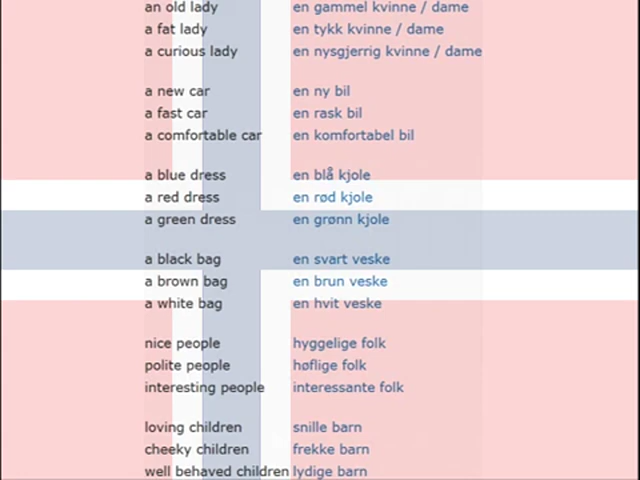 an old lady en gammel kvinne / dame
a fat lady en tykk kvinne / dame
a curious lady en nysgjerrig kvinne / dame
a new car en ny bil
a fast car en rask bil
a comfortable car en komfortabel bil
a blue dress en blå kjole
a red dress en rød kjole
a green dress en grønn kjole
a black bag en svart veske
a brown bag en brun veske
a white bag en hvit veske
nice people hyggelige folk
polite people høflige folk
interesting people interessante folk
loving children snille barn
cheeky children frekke barn
well behaved children lydige barn